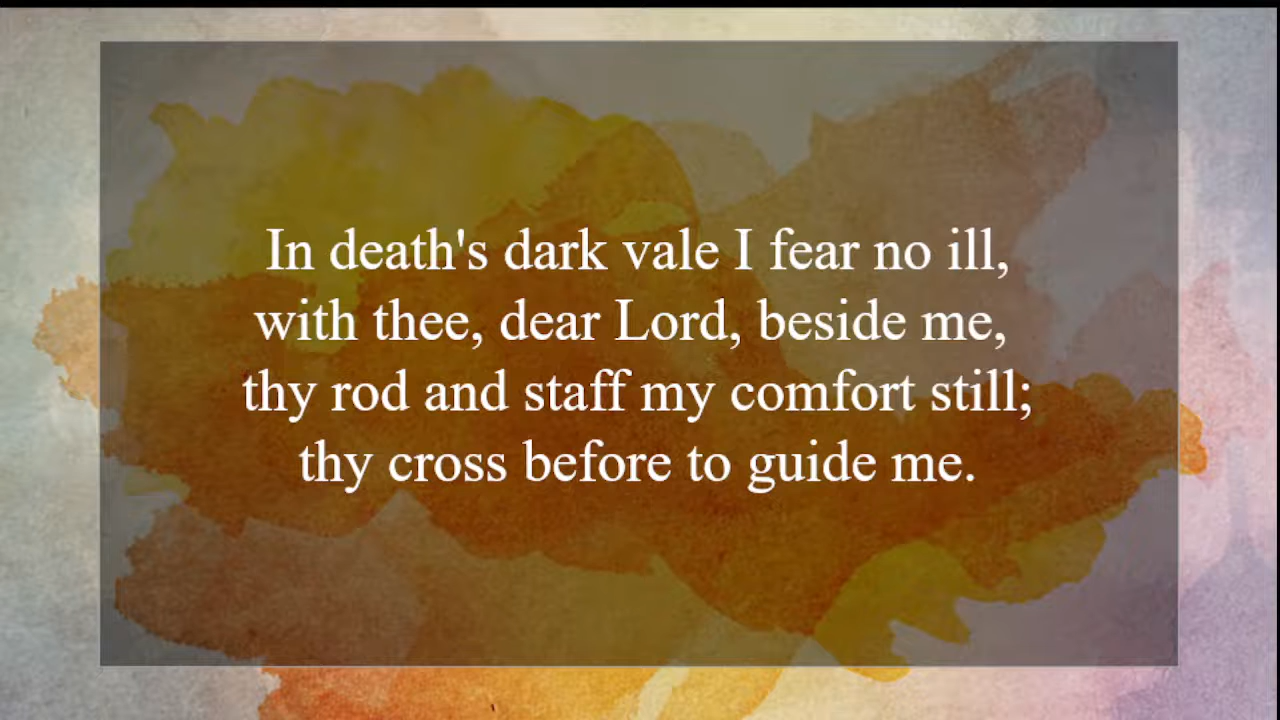 In death's dark vale I fear no ill,
with thee, dear Lord, beside me,
thy rod and staff my comfort still;
thy cross before to guide me.